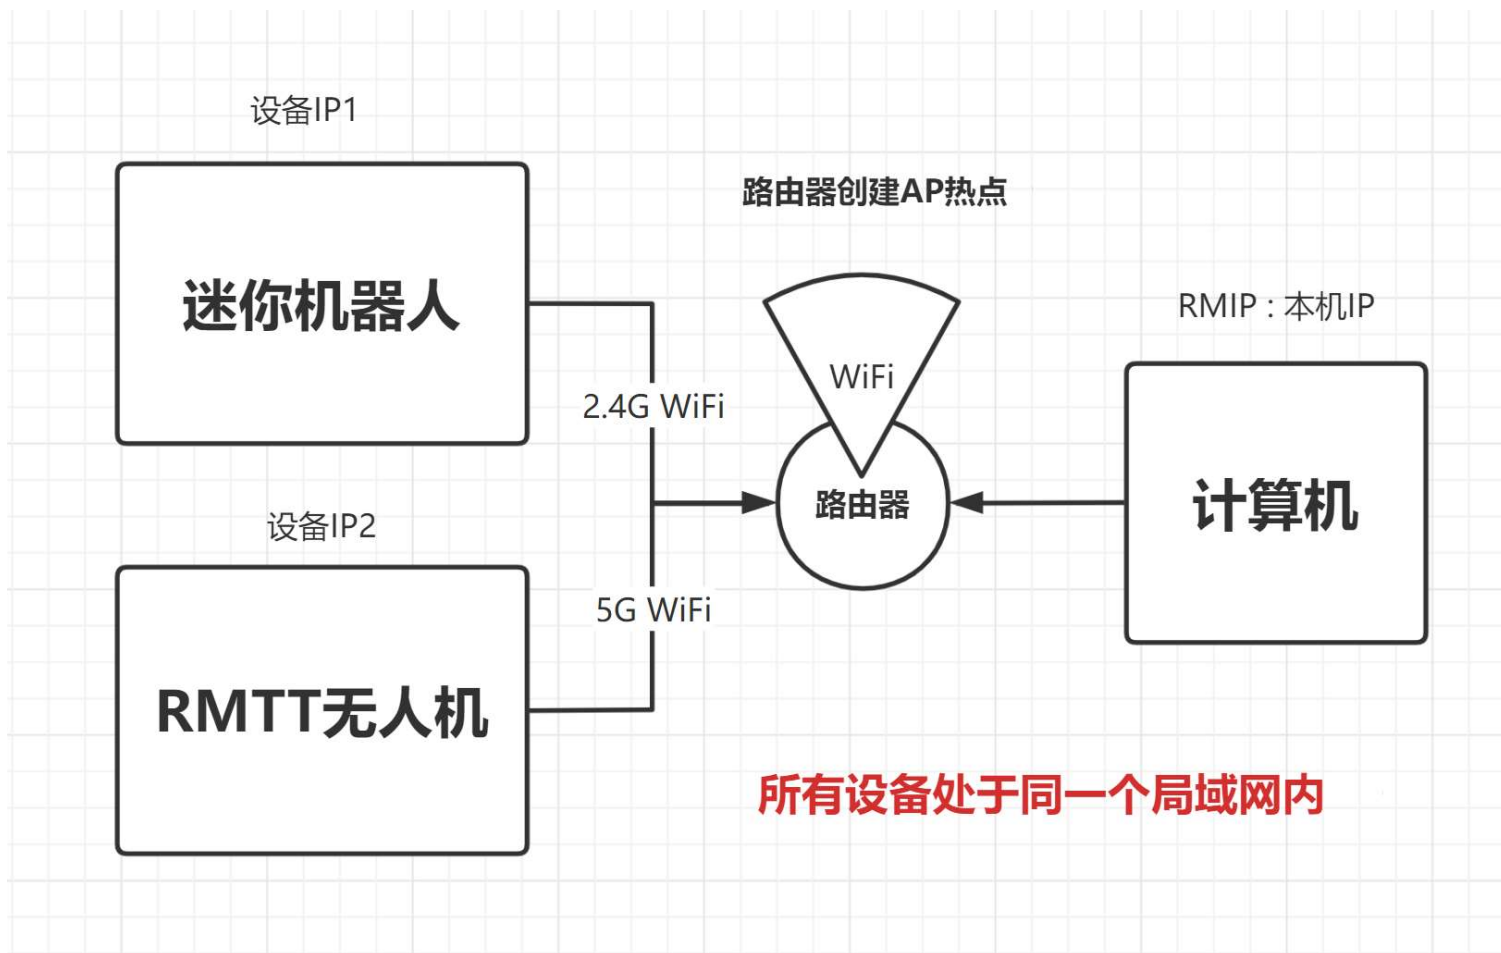 设备IP1
迷你机器人
设备IP2
RMTT无人机
2.4G WiFi
5G WiFi
路由器创建AP热点
WiFi
路由器
RMIP : 本机IP
计算机
所有设备处于同一个局域网内